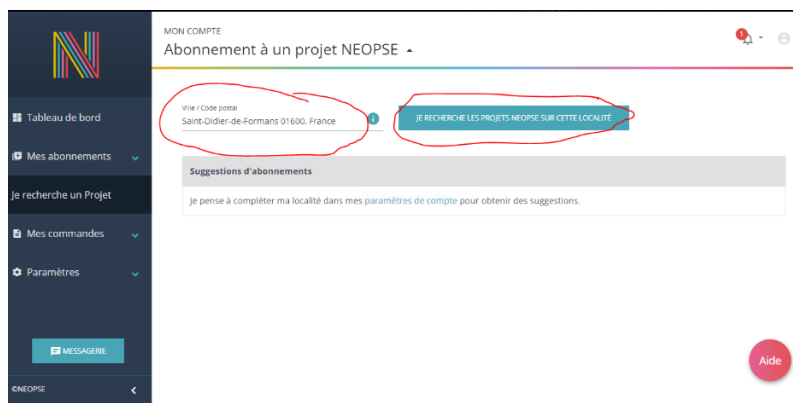 MON COMPTE
Abonnement à un projet NEOPSE
1
Ville / Code postal
Saint-Didier-de-Formans 01600, France
JE RECHERCHE LES PROJETS NEOPSE SUR CETTE LOCALITÉ
Suggestions d'abonnements
Je pense à compléter ma localité dans mes paramètres de compte pour obtenir des suggestions.
Tableau de bord
Mes abonnements
Je recherche un Projet
Mes commandes
Paramètres
MESSAGERIE
©NEOPSE
Aide